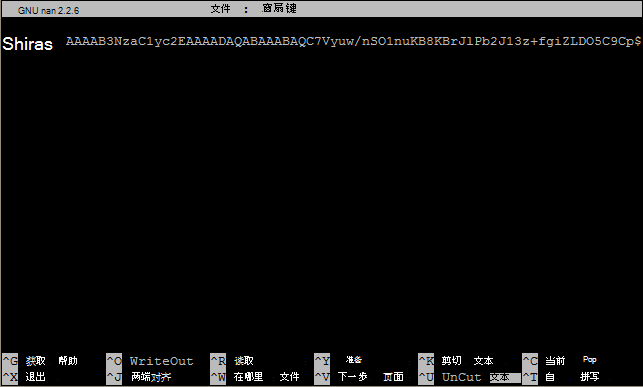 GNU nan 2.2.6 文件 : 窗扃键
Shiras AAAAB3NzaC1yc2EAAAADAQABAAABAQC7Vyuw/nSO1nuKB8KBrJlPb2J13z+fgiZLDO5C9Cp$
^G 获取 帮助 ^O WriteOut ^R 读取 ^Y 准备 ^K 剪切 文本 ^C 当前 Pop
^X 退出 ^J 两端对齐 ^W 在哪里 文件 ^V 下一步 页面 ^U UnCut 文本 ^T 自 拼写